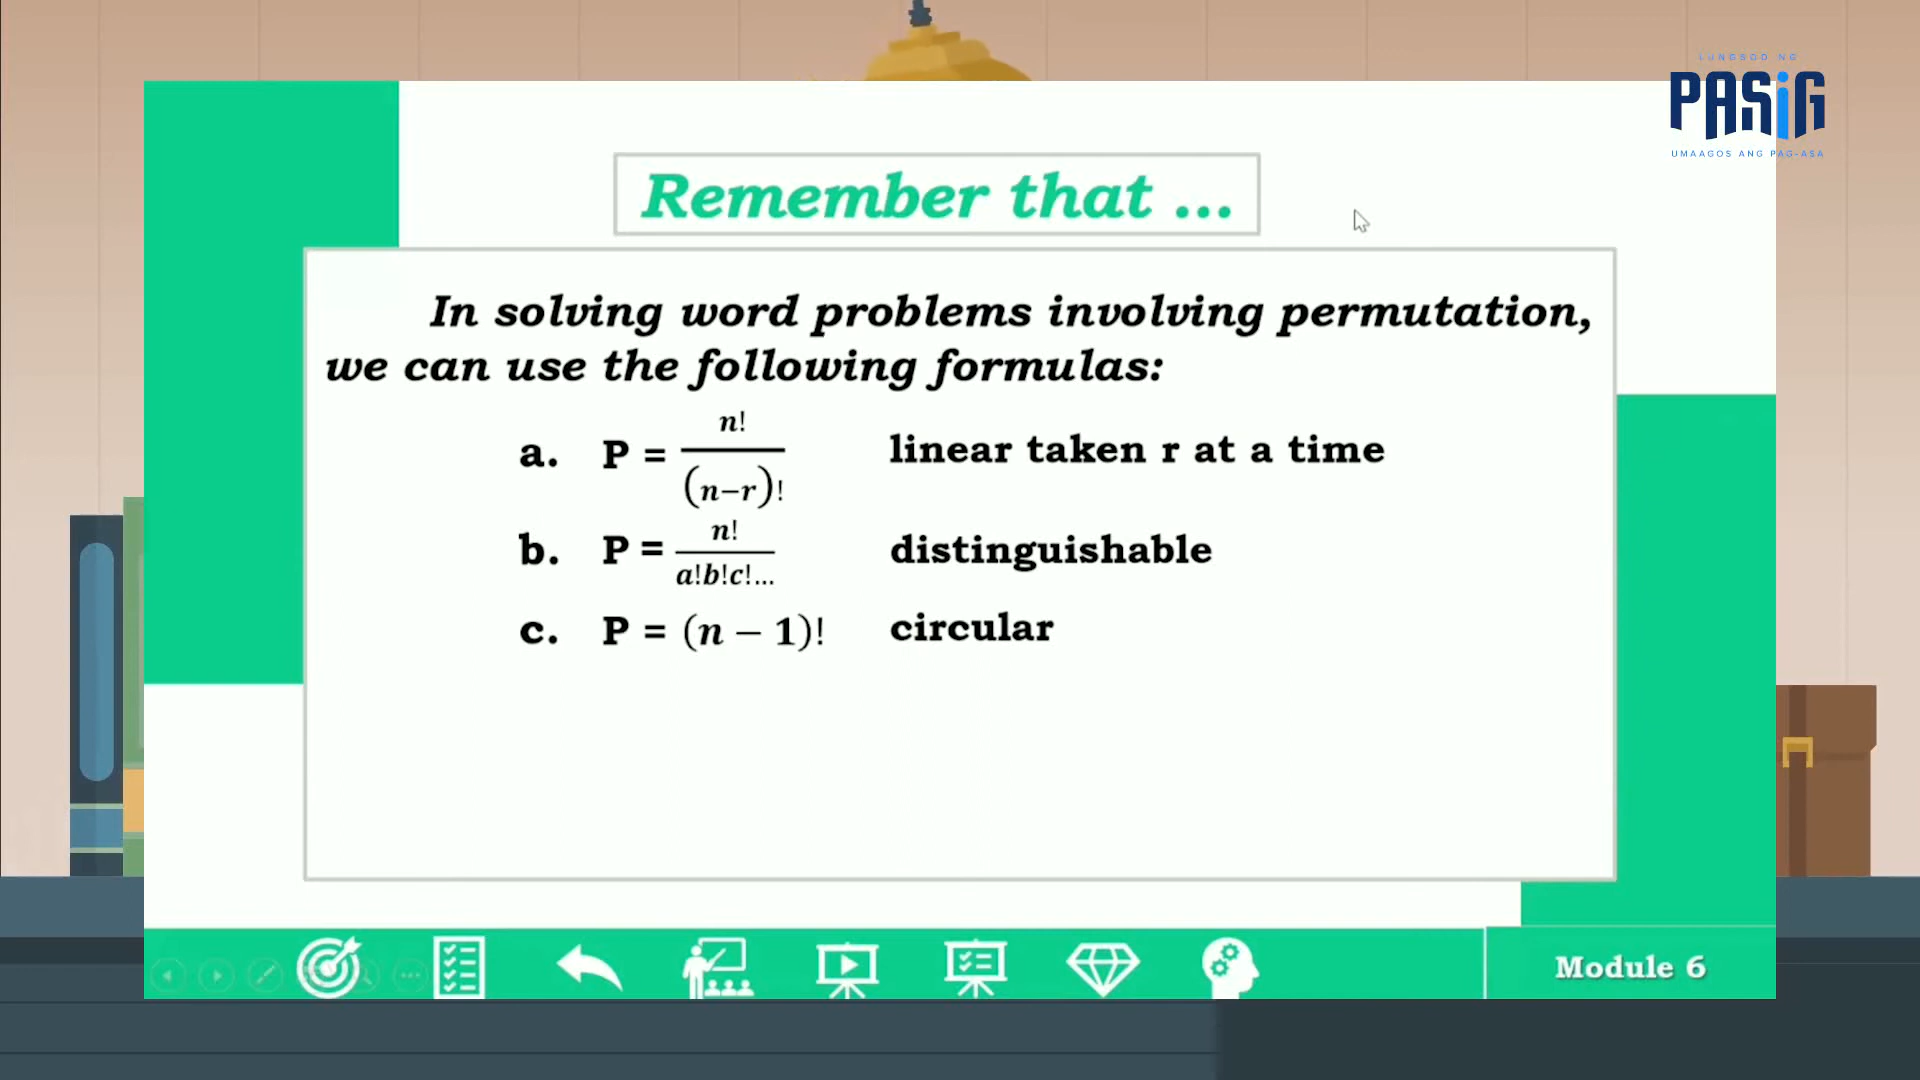 LUNGSOD NG
PASiG
UMAAGOS ANG PAG-ASA
Remember that ...
In solving word problems involving permutation,
we can use the following formulas:
a. P = n!/(n−r)! linear taken r at a time
b. P = n!/a!b!c!... distinguishable
c. P = (n − 1)! circular
Module 6